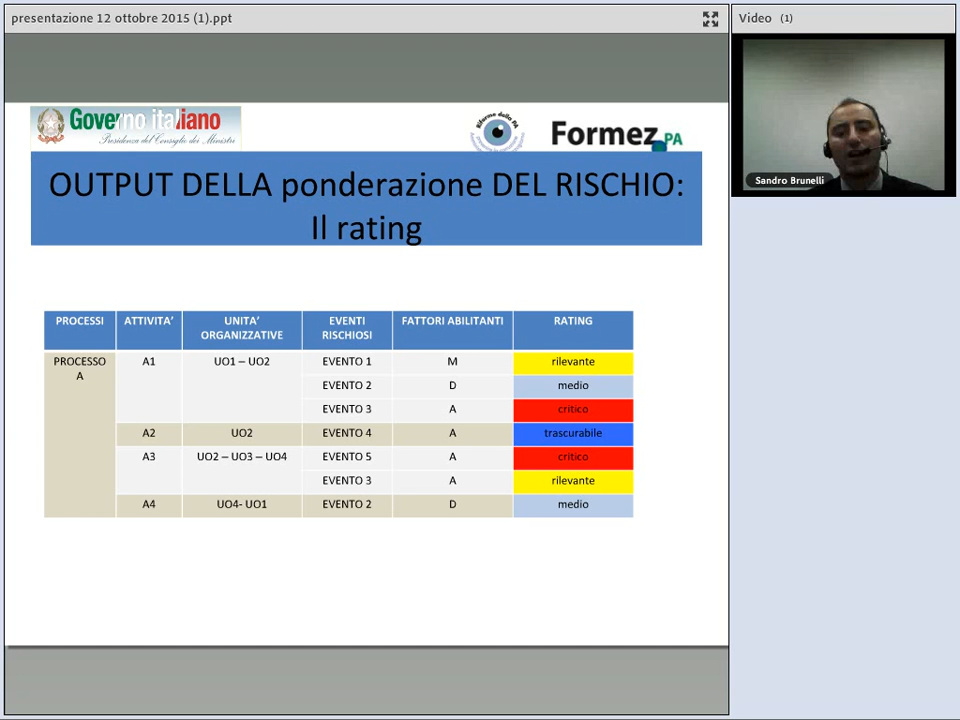 presentazione 12 ottobre 2015 (1).ppt
Video (1)
Governo italiano
Presidenza del Consiglio dei Ministri
Riforme della PA
Formez PA
Sandro Brunelli
OUTPUT DELLA ponderazione DEL RISCHIO:
Il rating
PROCESSI ATTIVITA’ UNITA’ ORGANIZZATIVE EVENTI RISCHIOSI FATTORI ABILITANTI RATING
PROCESSO A A1 UO1 – UO2 EVENTO 1 M rilevante
EVENTO 2 D medio
EVENTO 3 A critico
A2 UO2 EVENTO 4 A trascurabile
A3 UO2 – UO3 – UO4 EVENTO 5 A critico
EVENTO 3 A rilevante
A4 UO4- UO1 EVENTO 2 D medio